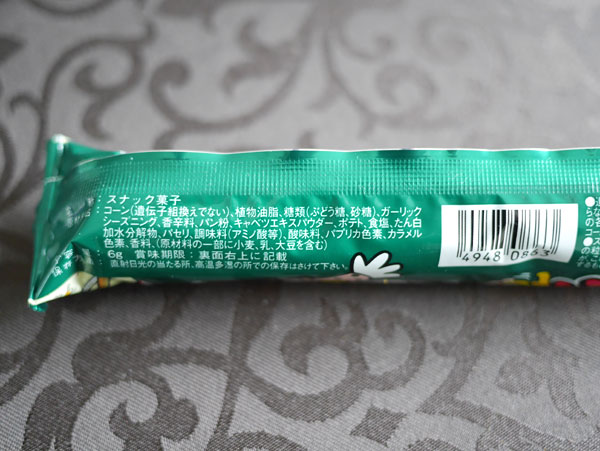 スナック菓子
コーン(遺伝子組換えでない)、植物油脂、糖類(ぶどう糖、砂糖)、ガーリック
シーズニング、香辛料、パン粉、キャベツエキスパウダー、ポテト、食塩、たん白
加水分解物、パセリ、調味料(アミノ酸等)、酸味料、パプリカ色素、カラメル
色素、香料、(原材料の一部に小麦、乳、大豆を含む)
6g 賞味期限:裏面右上に記載
直射日光の当たる所、高温多湿の所での保存はさけて下さい。
4948 0863